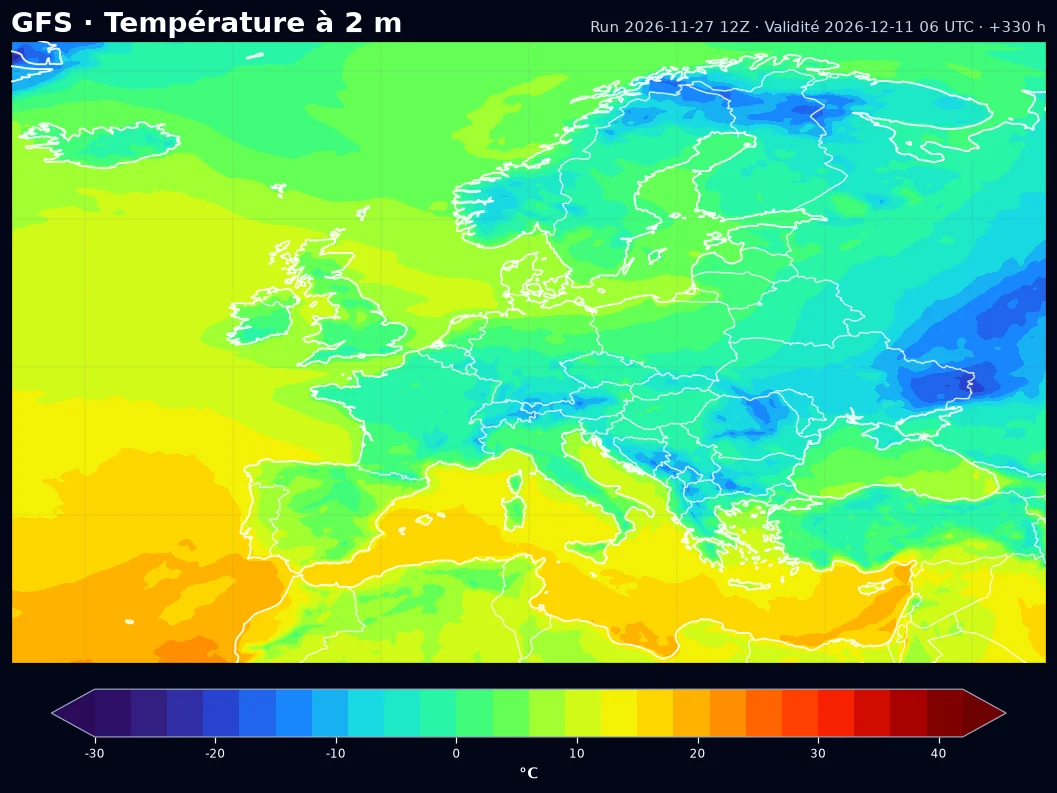 GFS · Température à 2 m
Run 2026-11-27 12Z · Validité 2026-12-11 06 UTC · +330 h
-30 -20 -10 0 10 20 30 40
°C